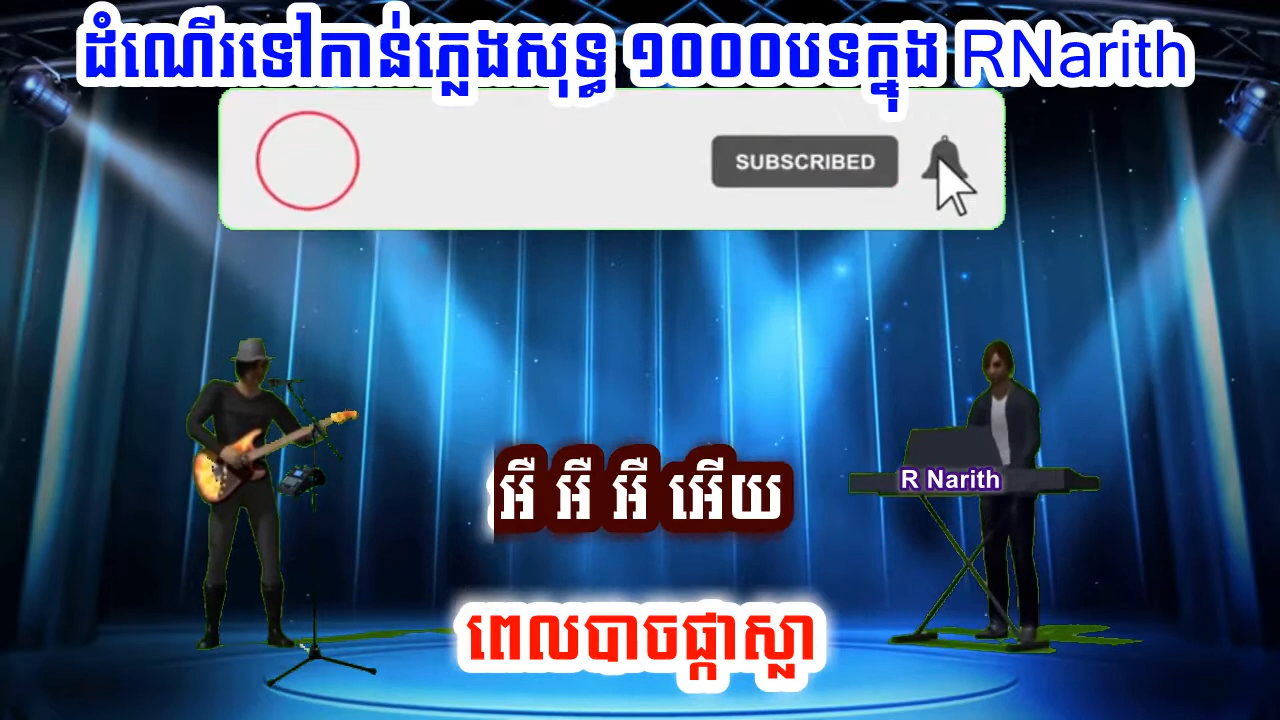 ដំណើរទៅកាន់ភ្លេងសុទ្ធ ១០០០បទក្នុង RNarith
SUBSCRIBED
R Narith
អឺ អឺ អឺ អើយ
ពេលបាចផ្កាស្លា